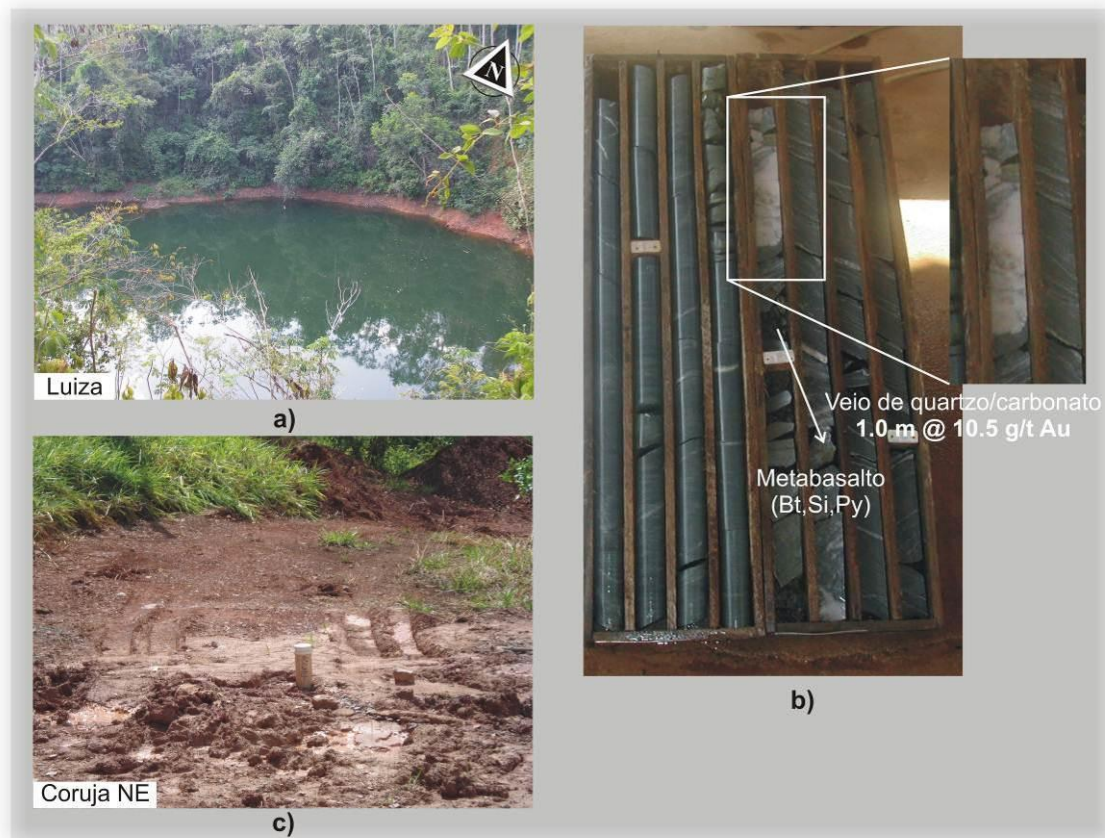 N
Luiza
a)
Veio de quartzo/carbonato
1.0 m @ 10.5 g/t Au
Metabasalto
(Bt,Si,Py)
b)
Coruja NE
c)